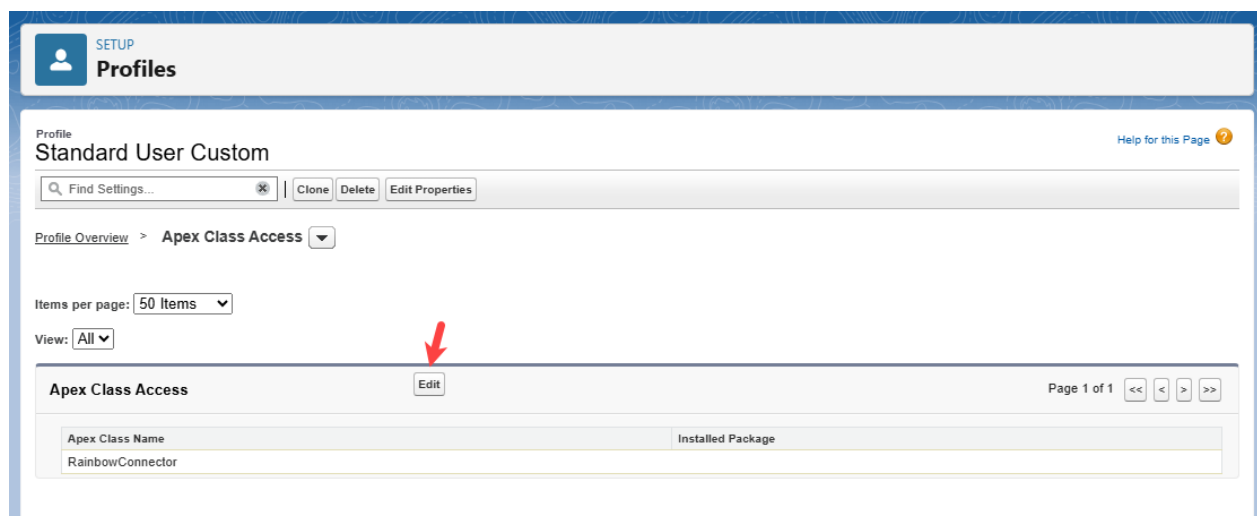 SETUP
Profiles
Profile
Standard User Custom
Help for this Page ?
Find Settings...
Clone Delete Edit Properties
Profile Overview > Apex Class Access
Items per page: 50 Items
View: All
Apex Class Access Edit Page 1 of 1 << < > >>
Apex Class Name Installed Package
RainbowConnector